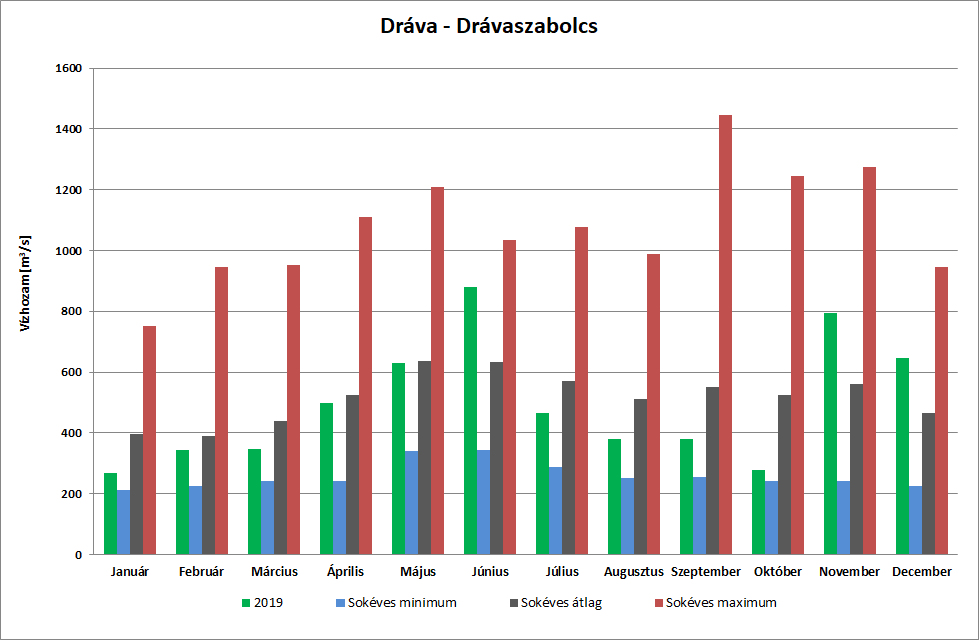 Dráva - Drávaszabolcs
Vízhozam[m³/s]
1600
1400
1200
1000
800
600
400
200
0
Január Február Március Április Május Június Július Augusztus Szeptember Október November December
2019 Sokéves minimum Sokéves átlag Sokéves maximum